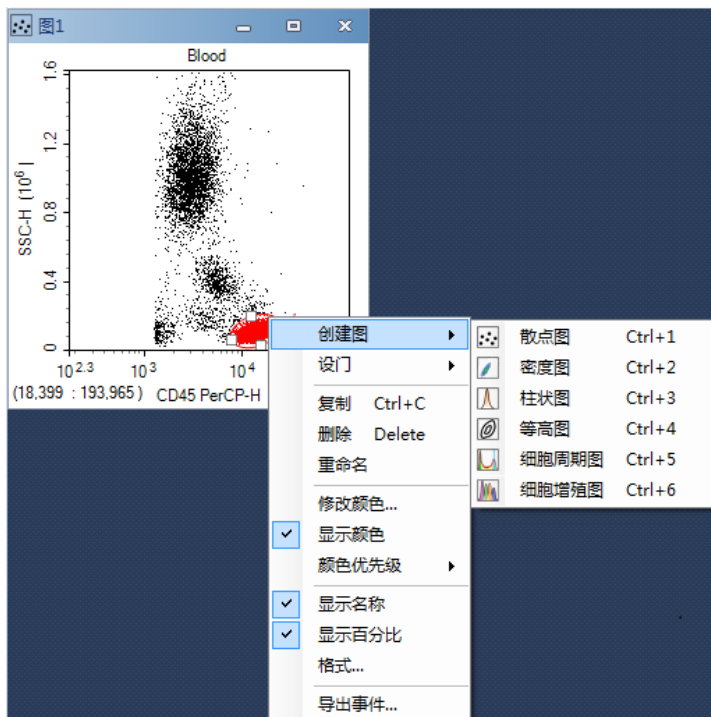 图1
Blood
1.6
1.2
0.8
0.4
0
SSC-H (10^6)
10^2.3 10^3 10^4
(18,399 : 193,965) CD45 PerCP-H
创建图
设门
复制 Ctrl+C
删除 Delete
重命名
修改颜色...
显示颜色
颜色优先级
显示名称
显示百分比
格式...
导出事件...
散点图 Ctrl+1
密度图 Ctrl+2
柱状图 Ctrl+3
等高图 Ctrl+4
细胞周期图 Ctrl+5
细胞增殖图 Ctrl+6